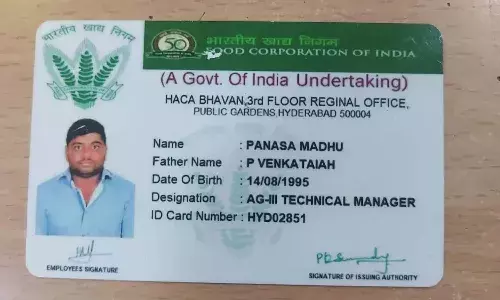 भारतीय खाद्य निगम
50
भारतीय खाद्य निगम
FOOD CORPORATION OF INDIA
(A Govt. Of India Undertaking)
HACA BHAVAN,3rd FLOOR REGINAL OFFICE,
PUBLIC GARDENS,HYDERABAD 500004
Name : PANASA MADHU
Father Name : P VENKATAIAH
Date Of Birth : 14/08/1995
Designation : AG-III TECHNICAL MANAGER
ID Card Number : HYD02851
EMPLOYEES SIGNATURE
SIGNATURE OF ISSUING AUTHORITY